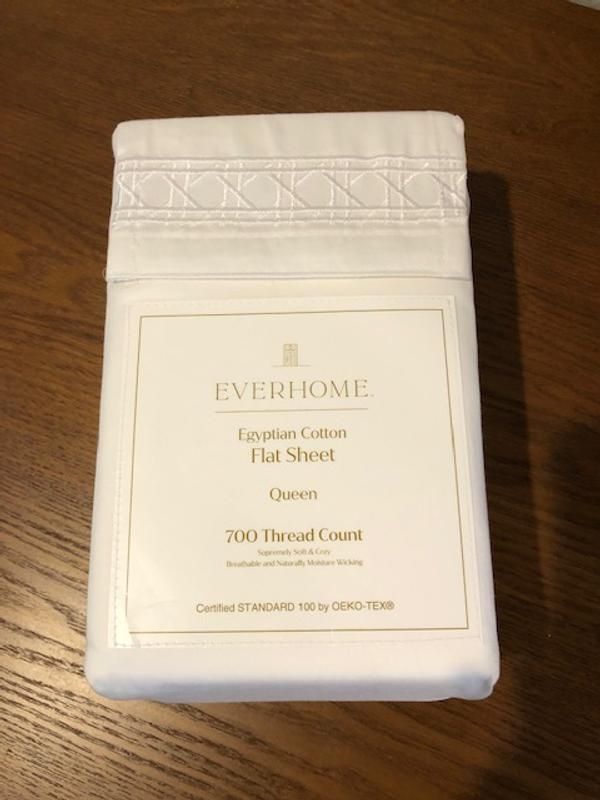 EVERHOME™
Egyptian Cotton
Flat Sheet
Queen
700 Thread Count
Supremely Soft & Cozy
Breathable and Naturally Moisture Wicking
Certified STANDARD 100 by OEKO-TEX®